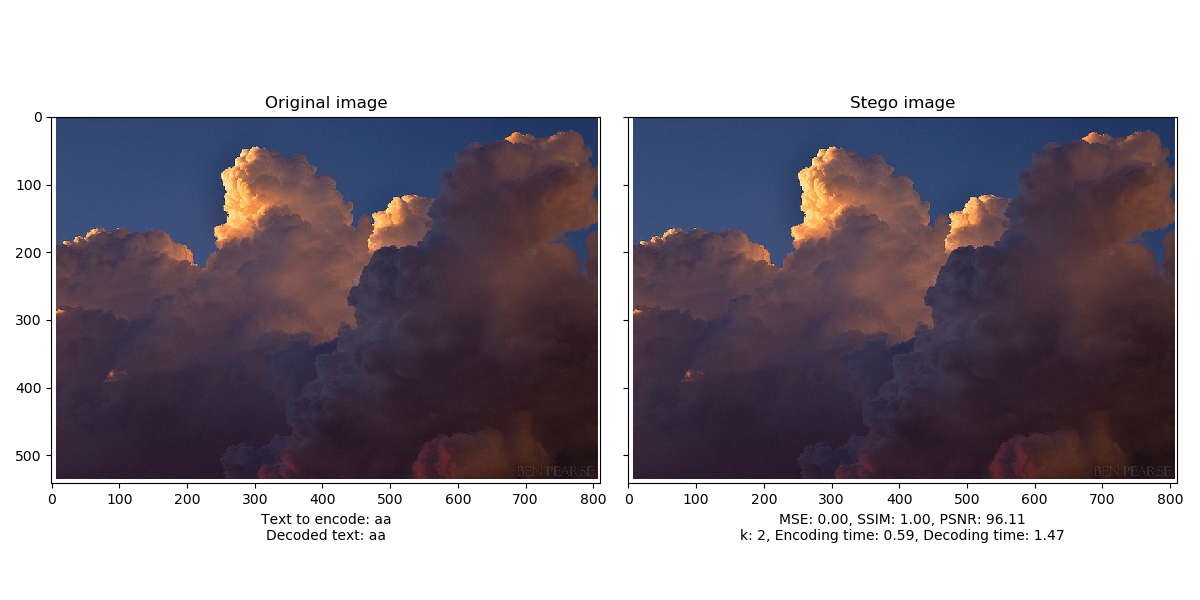 Original image
Stego image
0
100
200
300
400
500
0 100 200 300 400 500 600 700 800
0 100 200 300 400 500 600 700 800
BEN PEARSE
BEN PEARSE
Text to encode: aa
Decoded text: aa
MSE: 0.00, SSIM: 1.00, PSNR: 96.11
k: 2, Encoding time: 0.59, Decoding time: 1.47